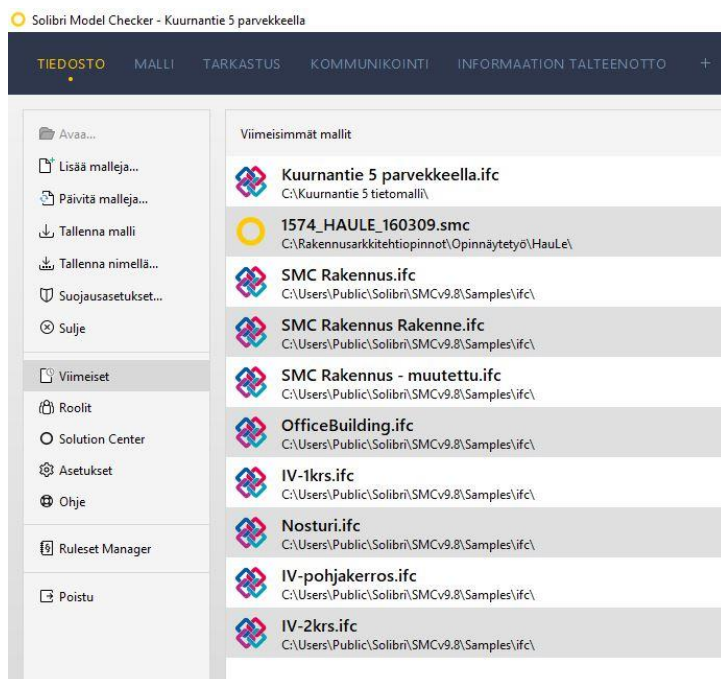 Solibri Model Checker - Kuurnantie 5 parvekkeella
TIEDOSTO MALLI TARKASTUS KOMMUNIKOINTI INFORMAATION TALTEENOTTO +
Avaa...
Lisää malleja...
Päivitä malleja...
Tallenna malli
Tallenna nimellä...
Suojausasetukset...
Sulje
Viimeiset
Roolit
Solution Center
Asetukset
Ohje
Ruleset Manager
Poistu
Viimeisimmät mallit
Kuurnantie 5 parvekkeella.ifc
C:\Kuurnantie 5 tietomalli\
1574_HAULE_160309.smc
C:\Rakennusarkkitehtiopinnot\Opinnäytetyö\HauLe\
SMC Rakennus.ifc
C:\Users\Public\Solibri\SMCv9.8\Samples\ifc\
SMC Rakennus Rakenne.ifc
C:\Users\Public\Solibri\SMCv9.8\Samples\ifc\
SMC Rakennus - muutettu.ifc
C:\Users\Public\Solibri\SMCv9.8\Samples\ifc\
OfficeBuilding.ifc
C:\Users\Public\Solibri\SMCv9.8\Samples\ifc\
IV-1krs.ifc
C:\Users\Public\Solibri\SMCv9.8\Samples\ifc\
Nosturi.ifc
C:\Users\Public\Solibri\SMCv9.8\Samples\ifc\
IV-pohjakerros.ifc
C:\Users\Public\Solibri\SMCv9.8\Samples\ifc\
IV-2krs.ifc
C:\Users\Public\Solibri\SMCv9.8\Samples\ifc\